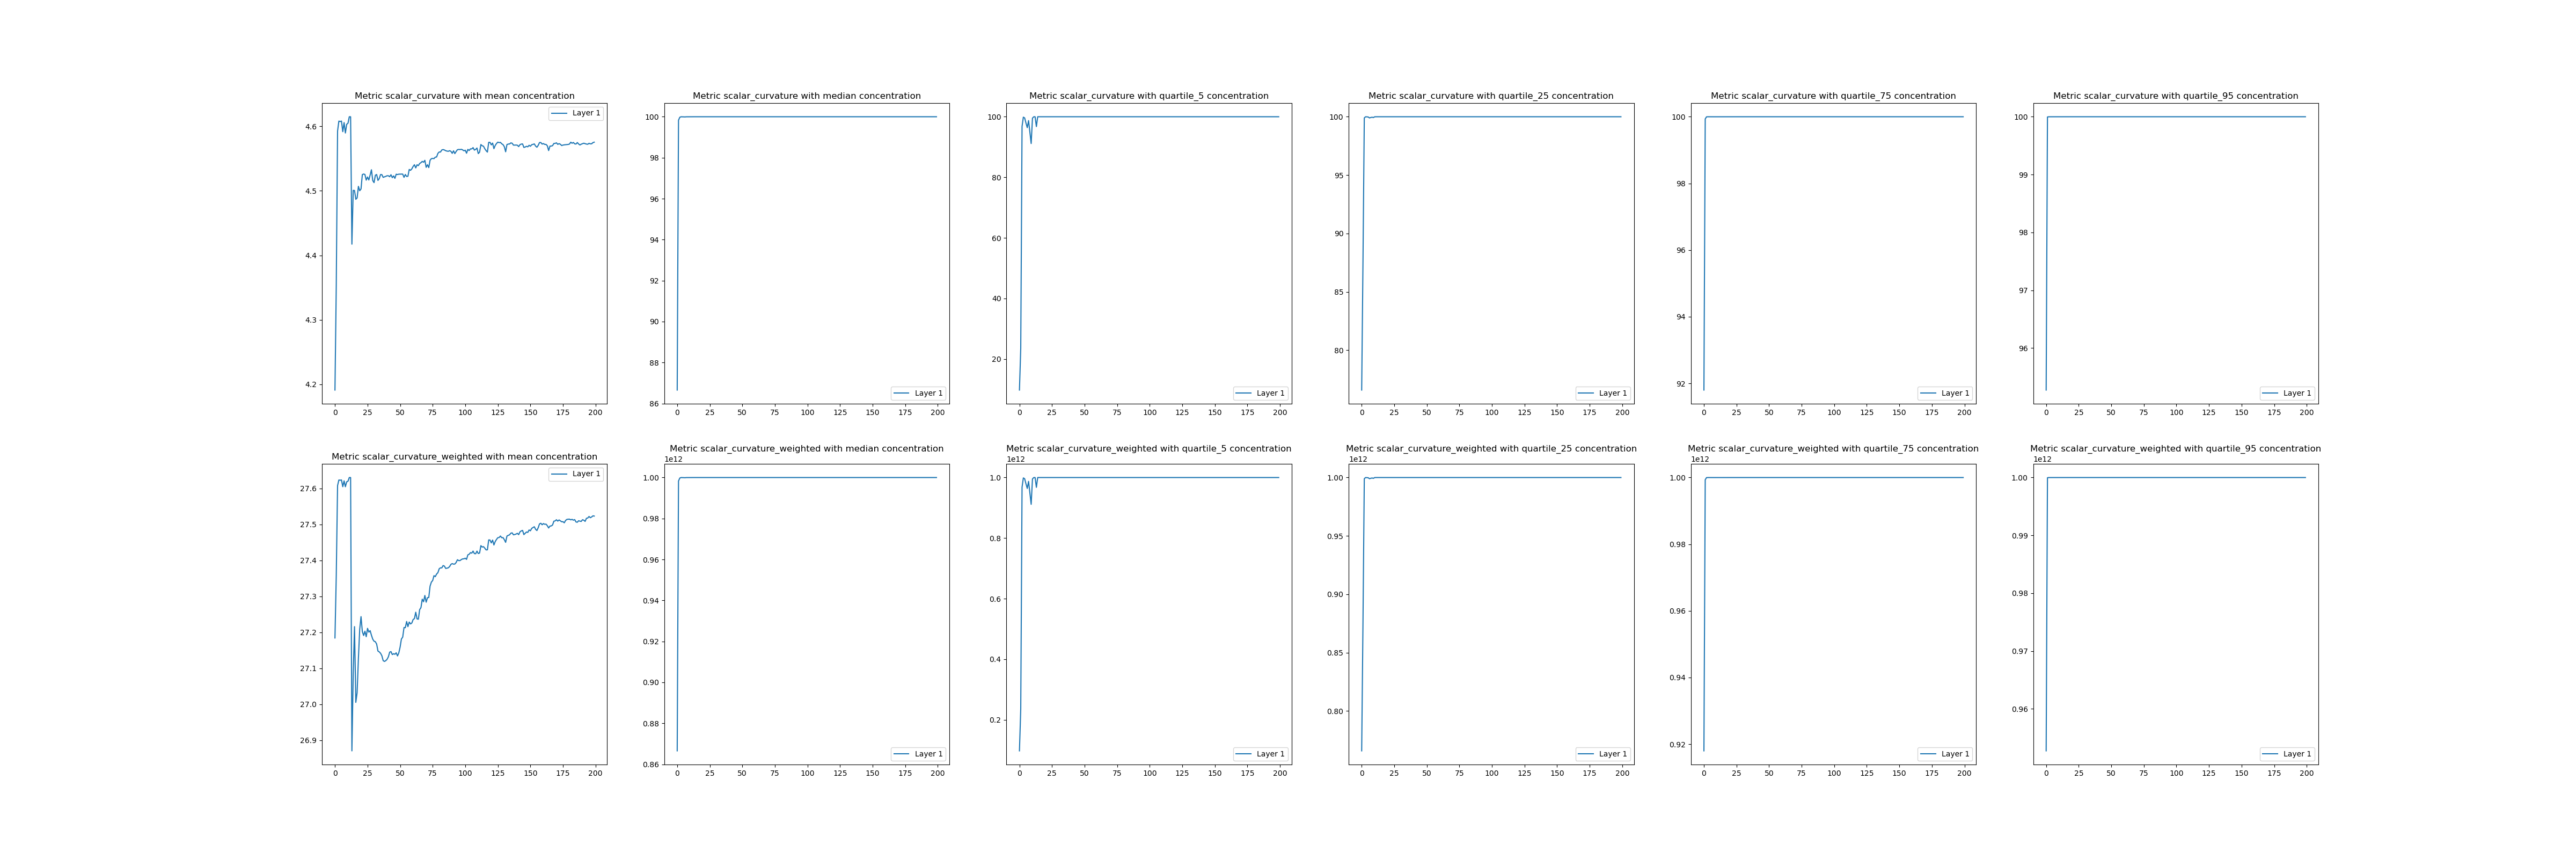 Metric scalar_curvature with mean concentration
Layer 1
4.6
4.5
4.4
4.3
4.2
0 25 50 75 100 125 150 175 200
Metric scalar_curvature with median concentration
100
98
96
94
92
90
88
86
Layer 1
0 25 50 75 100 125 150 175 200
Metric scalar_curvature with quartile_5 concentration
100
80
60
40
20
Layer 1
0 25 50 75 100 125 150 175 200
Metric scalar_curvature with quartile_25 concentration
100
95
90
85
80
Layer 1
0 25 50 75 100 125 150 175 200
Metric scalar_curvature with quartile_75 concentration
100
98
96
94
92
Layer 1
0 25 50 75 100 125 150 175 200
Metric scalar_curvature with quartile_95 concentration
100
99
98
97
96
Layer 1
0 25 50 75 100 125 150 175 200
Metric scalar_curvature_weighted with mean concentration
Layer 1
27.6
27.5
27.4
27.3
27.2
27.1
27.0
26.9
0 25 50 75 100 125 150 175 200
Metric scalar_curvature_weighted with median concentration
1e12
1.00
0.98
0.96
0.94
0.92
0.90
0.88
0.86
Layer 1
0 25 50 75 100 125 150 175 200
Metric scalar_curvature_weighted with quartile_5 concentration
1e12
1.0
0.8
0.6
0.4
0.2
Layer 1
0 25 50 75 100 125 150 175 200
Metric scalar_curvature_weighted with quartile_25 concentration
1e12
1.00
0.95
0.90
0.85
0.80
Layer 1
0 25 50 75 100 125 150 175 200
Metric scalar_curvature_weighted with quartile_75 concentration
1e12
1.00
0.98
0.96
0.94
0.92
Layer 1
0 25 50 75 100 125 150 175 200
Metric scalar_curvature_weighted with quartile_95 concentration
1e12
1.00
0.99
0.98
0.97
0.96
Layer 1
0 25 50 75 100 125 150 175 200